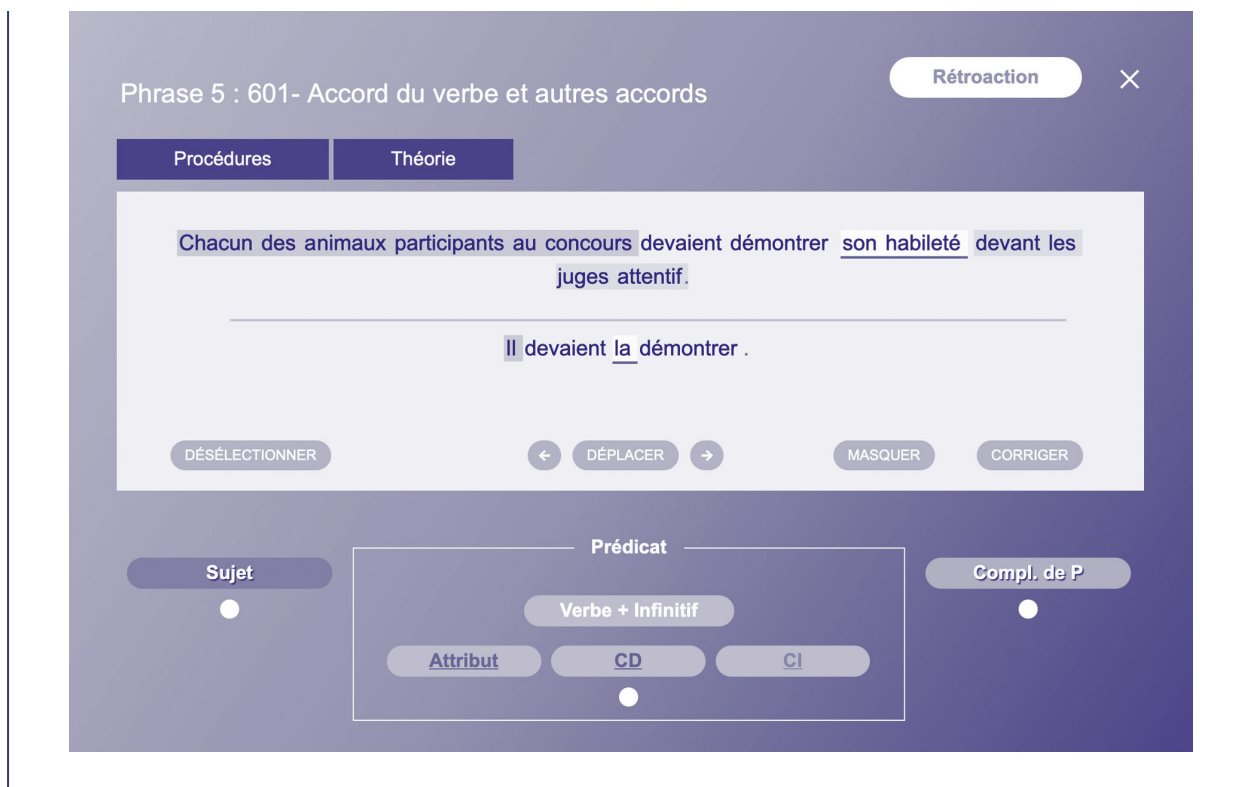 Phrase 5 : 601- Accord du verbe et autres accords
Rétroaction
Procédures
Théorie
Chacun des animaux participants au concours devaient démontrer son habileté devant les
juges attentif.
Il devaient la démontrer .
DÉSÉLECTIONNER
DÉPLACER
MASQUER
CORRIGER
Prédicat
Sujet
Compl. de P
Verbe + Infinitif
Attribut
CD
CI